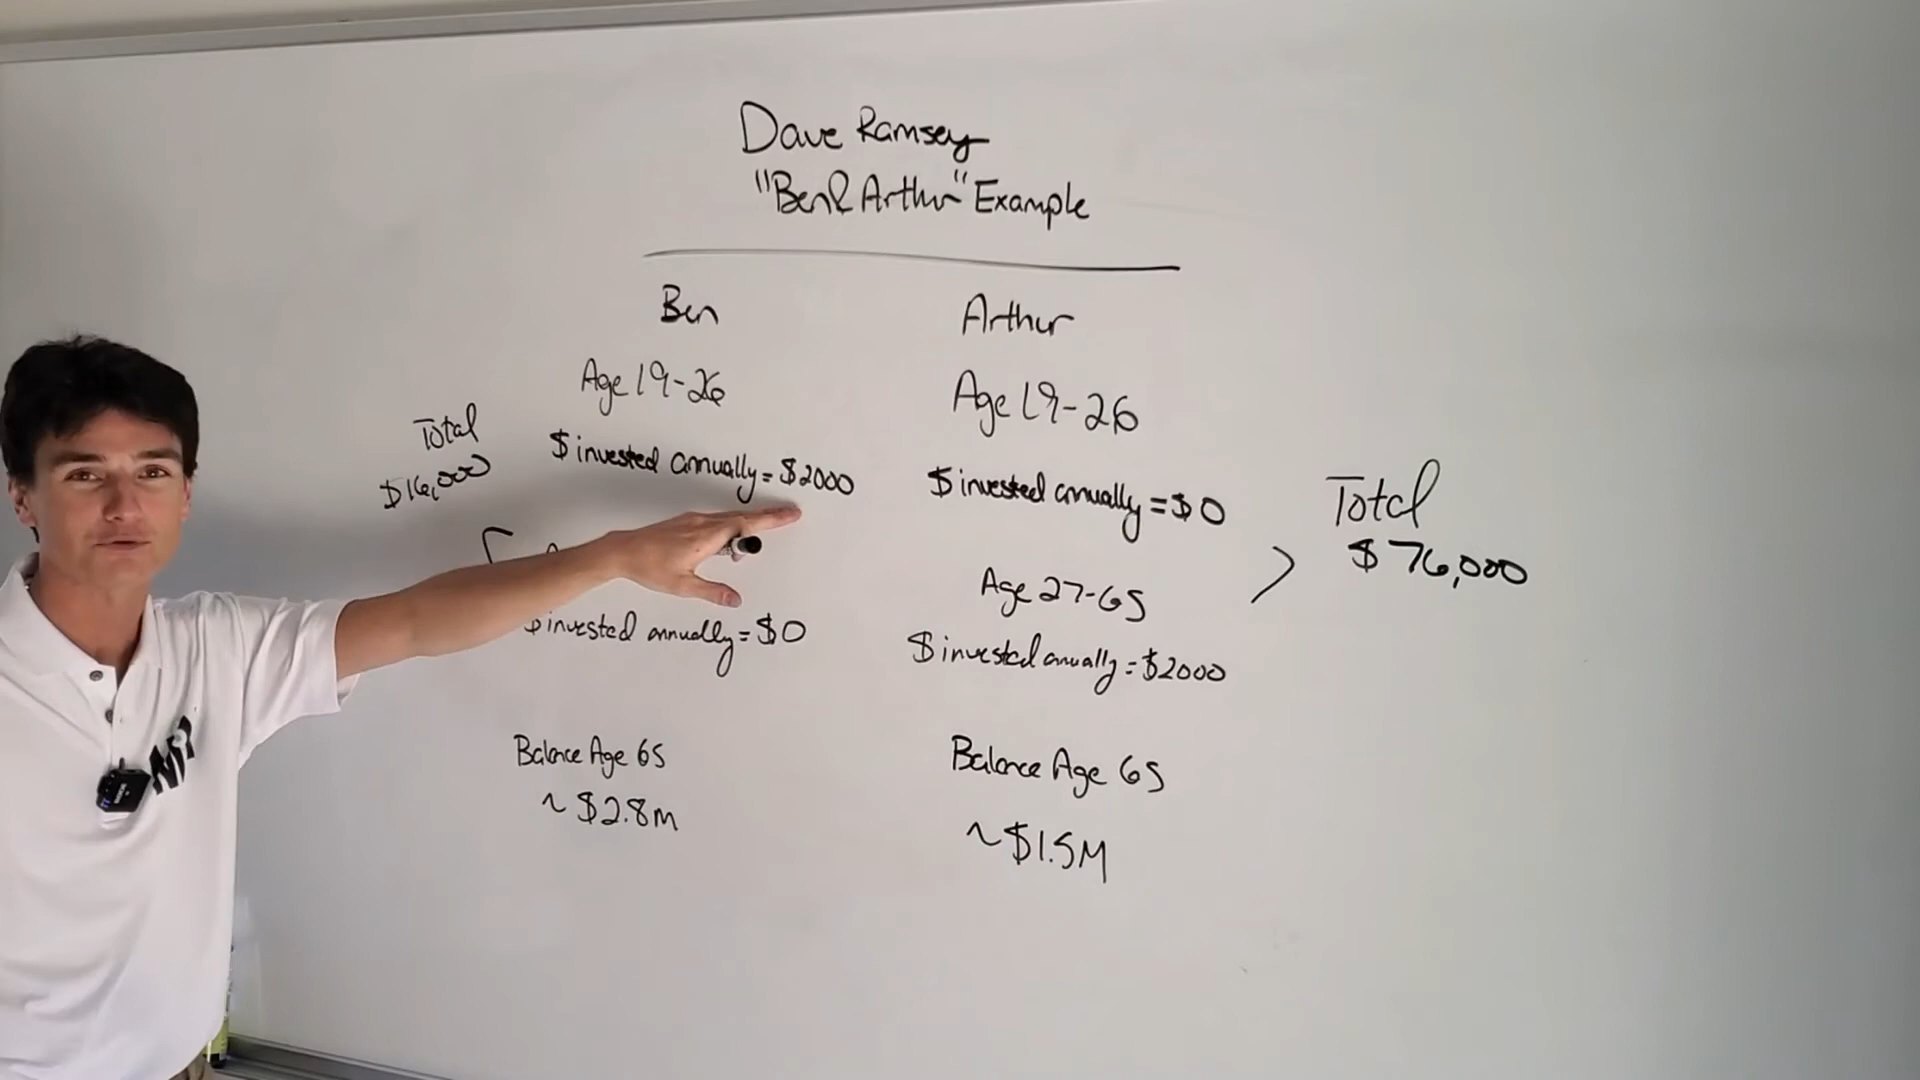 Dave Ramsey
"Ben & Arthur" Example
Ben
Age 19-26
Total
$16,000
$ invested annually = $2000
$ invested annually = $0
Balance Age 65
~ $2.8M
Arthur
Age 19-26
$ invested annually = $0
Age 27-65
$ invested annually = $2000
Balance Age 65
~ $1.5M
> Total
$76,000